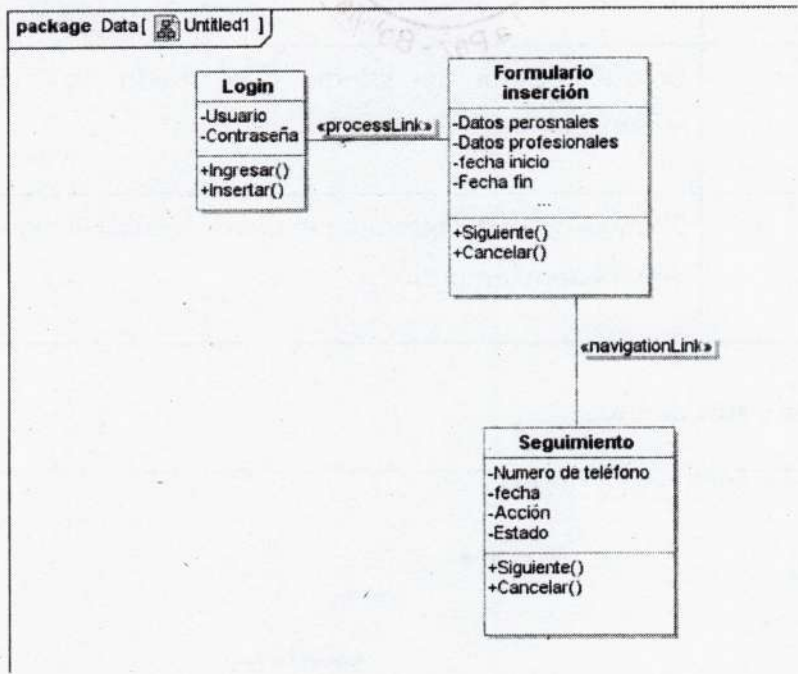 package Data[ Untitled1 ]
Login
-Usuario
-Contraseña
+Ingresar()
+Insertar()
«processLink»
Formulario
inserción
-Datos perosnales
-Datos profesionales
-fecha inicio
-Fecha fin
...
+Siguiente()
+Cancelar()
«navigationLink»
Seguimiento
-Numero de teléfono
-fecha
-Acción
-Estado
+Siguiente()
+Cancelar()